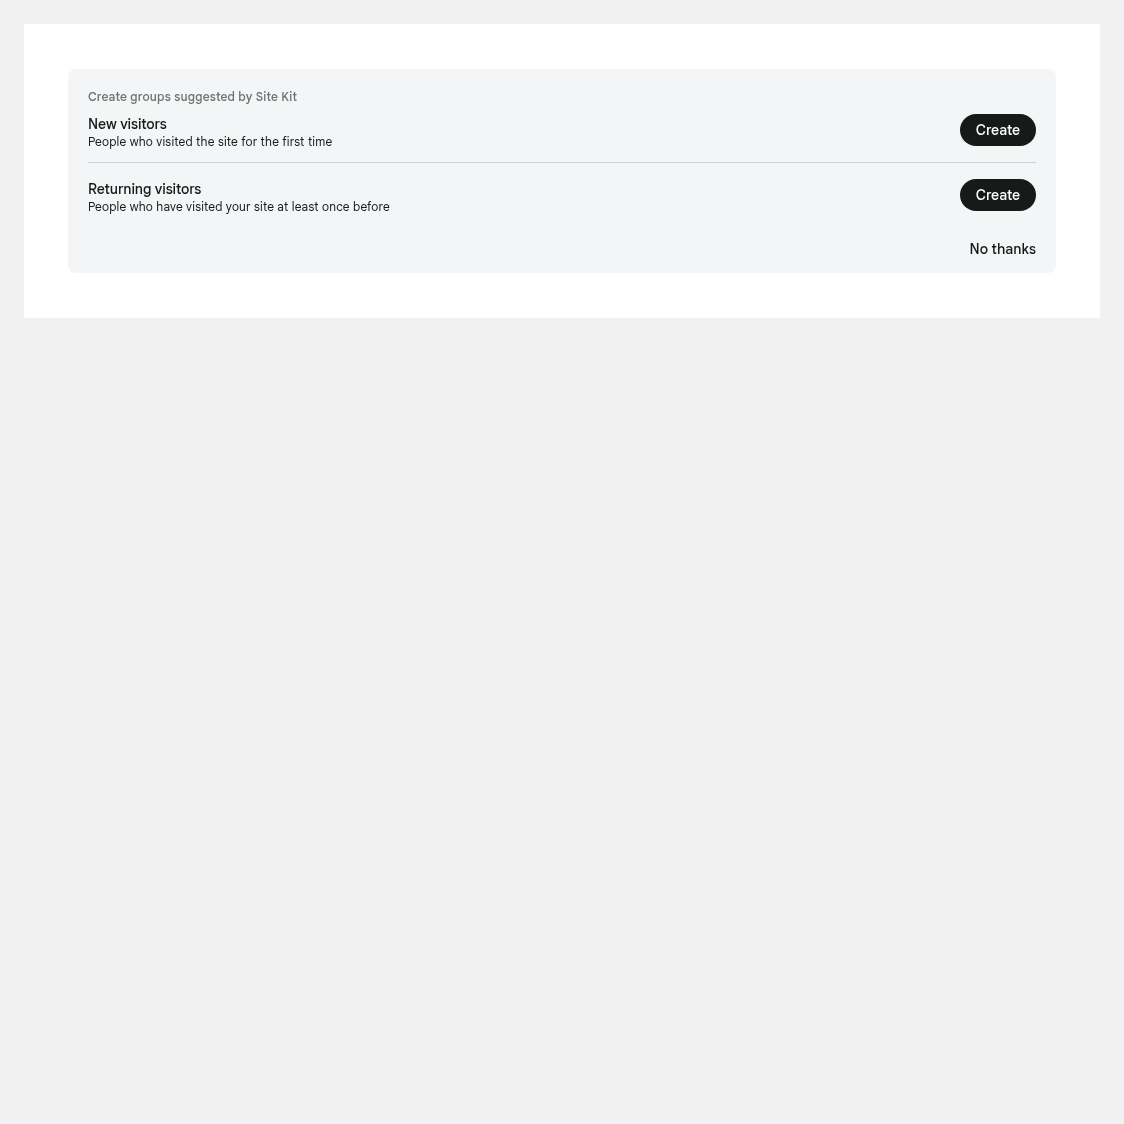 Create groups suggested by Site Kit
New visitors
People who visited the site for the first time
Create
Returning visitors
People who have visited your site at least once before
Create
No thanks